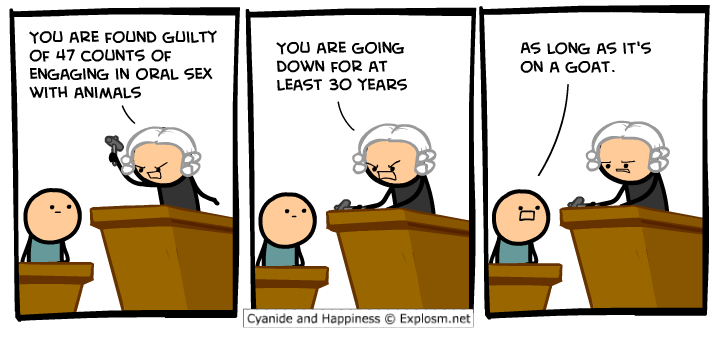 YOU ARE FOUND GUILTY
OF 47 COUNTS OF
ENGAGING IN ORAL SEX
WITH ANIMALS
YOU ARE GOING
DOWN FOR AT
LEAST 30 YEARS
AS LONG AS IT'S
ON A GOAT.
Cyanide and Happiness © Explosm.net